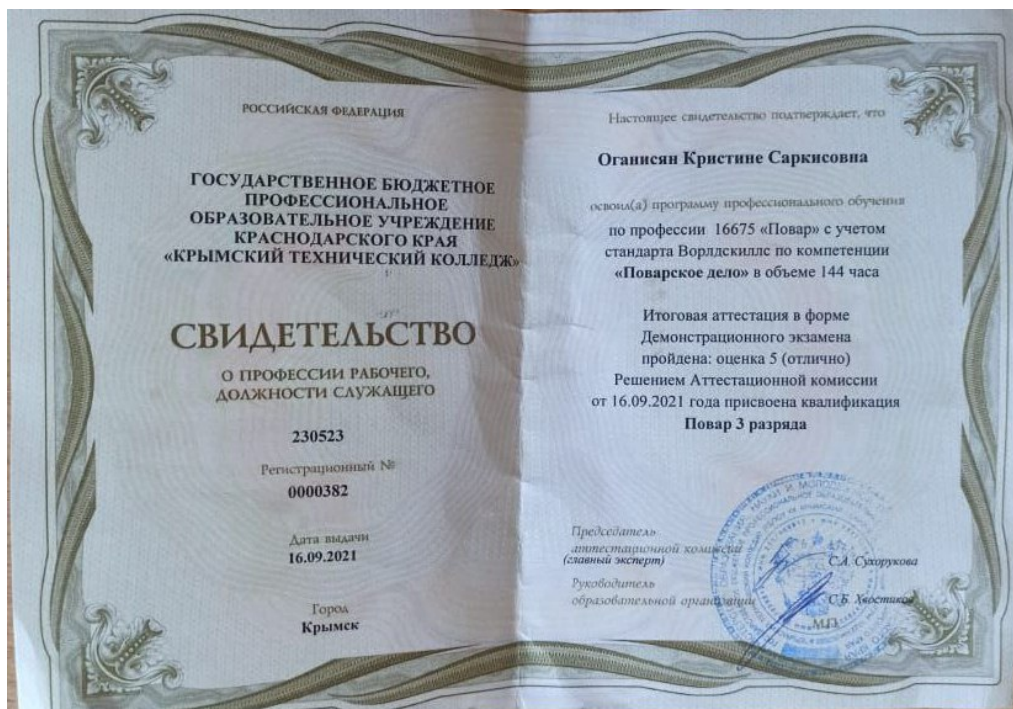 РОССИЙСКАЯ ФЕДЕРАЦИЯ
ГОСУДАРСТВЕННОЕ БЮДЖЕТНОЕ
ПРОФЕССИОНАЛЬНОЕ
ОБРАЗОВАТЕЛЬНОЕ УЧРЕЖДЕНИЕ
КРАСНОДАРСКОГО КРАЯ
«КРЫМСКИЙ ТЕХНИЧЕСКИЙ КОЛЛЕДЖ»
СВИДЕТЕЛЬСТВО
О ПРОФЕССИИ РАБОЧЕГО,
ДОЛЖНОСТИ СЛУЖАЩЕГО
230523
Регистрационный №
0000382
Дата выдачи
16.09.2021
Город
Крымск
Настоящее свидетельство подтверждает, что
Оганисян Кристине Саркисовна
освоил(а) программу профессионального обучения
по профессии 16675 «Повар» с учетом
стандарта Ворлдскиллс по компетенции
«Поварское дело» в объеме 144 часа
Итоговая аттестация в форме
Демонстрационного экзамена
пройдена: оценка 5 (отлично)
Решением Аттестационной комиссии
от 16.09.2021 года присвоена квалификация
Повар 3 разряда
Председатель
аттестационной комиссии
(главный эксперт)
С.А. Сухорукова
Руководитель
образовательной организации
С.Б. Хвостиков
М.П.